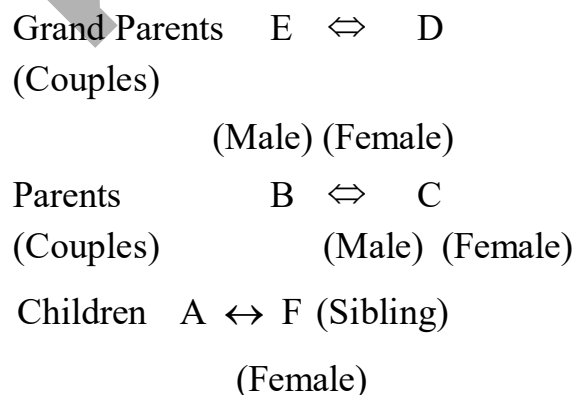 Grand Parents E ⇔ D
(Couples)
(Male) (Female)
Parents B ⇔ C
(Couples) (Male) (Female)
Children A ↔ F (Sibling)
(Female)